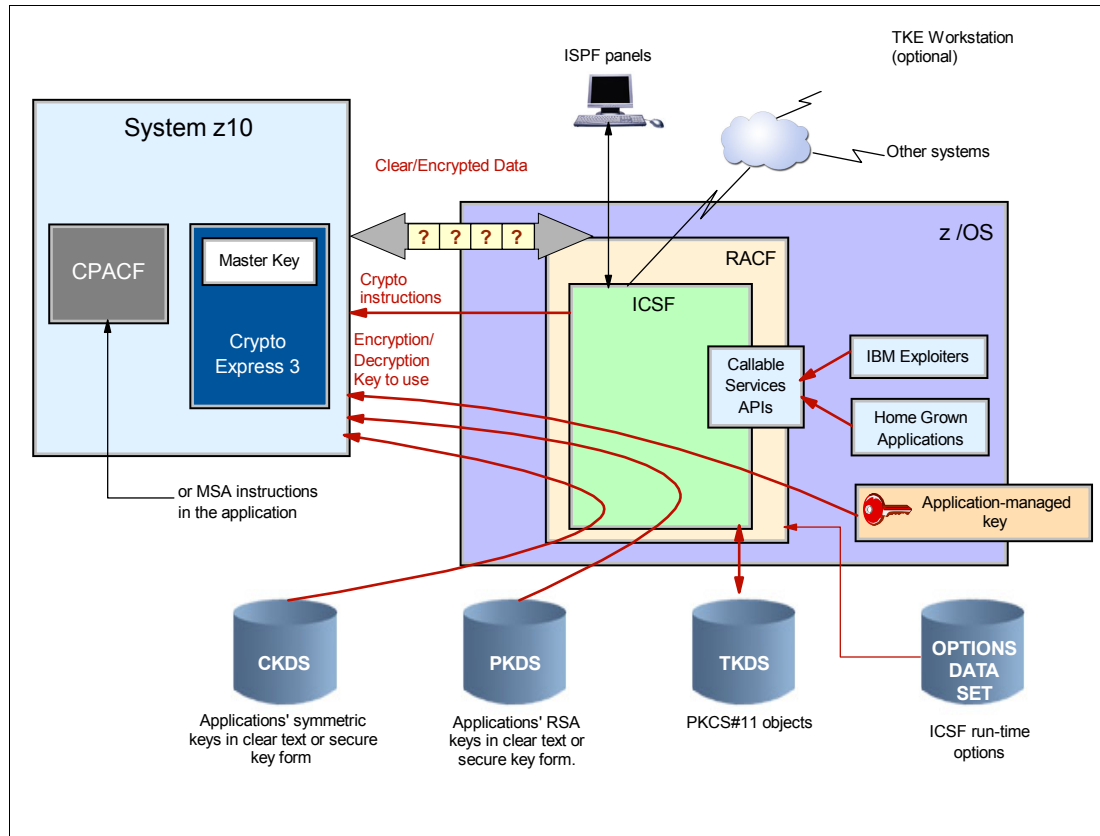 TKE Workstation
(optional)
ISPF panels
System z10
Clear/Encrypted Data
Other systems
? ? ? ?
z /OS
CPACF
Master Key
RACF
Crypto
instructions
ICSF
Crypto
Express 3
Encryption/
Decryption
Key to use
Callable
Services
APIs
IBM Exploiters
Home Grown
Applications
or MSA instructions
in the application
Application-managed
key
CKDS
PKDS
TKDS
OPTIONS
DATA
SET
Applications' symmetric
keys in clear text or secure
key form
Applications' RSA
keys in clear text or
secure key form.
PKCS#11 objects
ICSF run-time
options